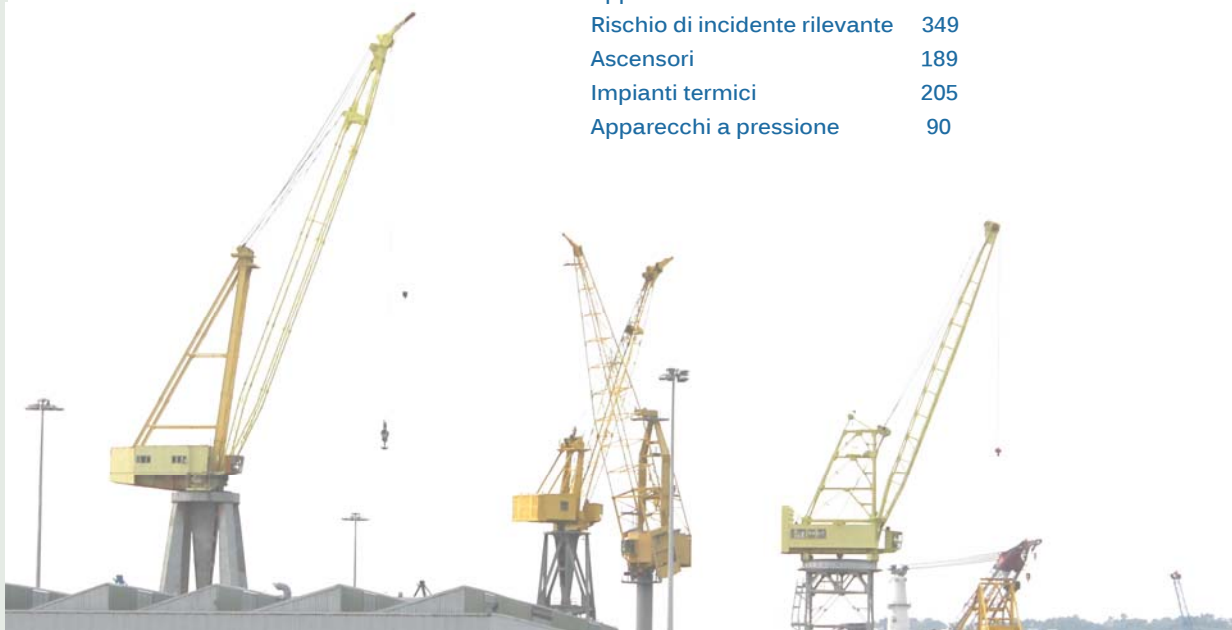 Rischio di incidente rilevante 349
Ascensori 189
Impianti termici 205
Apparecchi a pressione 90